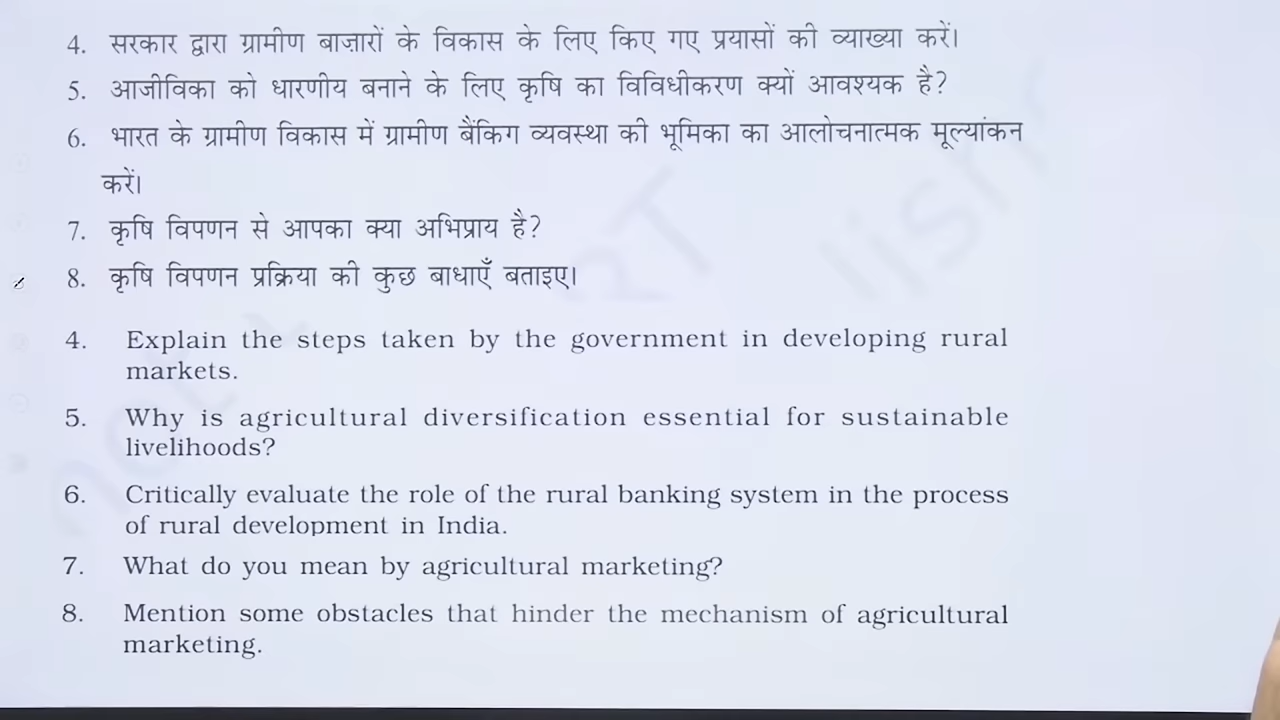 4. सरकार द्वारा ग्रामीण बाज़ारों के विकास के लिए किए गए प्रयासों की व्याख्या करें।
5. आजीविका को धारणीय बनाने के लिए कृषि का विविधीकरण क्यों आवश्यक है?
6. भारत के ग्रामीण विकास में ग्रामीण बैंकिग व्यवस्था की भूमिका का आलोचनात्मक मूल्यांकन
करें।
7. कृषि विपणन से आपका क्या अभिप्राय है?
8. कृषि विपणन प्रक्रिया की कुछ बाधाएँ बताइए।
4. Explain the steps taken by the government in developing rural
markets.
5. Why is agricultural diversification essential for sustainable
livelihoods?
6. Critically evaluate the role of the rural banking system in the process
of rural development in India.
7. What do you mean by agricultural marketing?
8. Mention some obstacles that hinder the mechanism of agricultural
marketing.